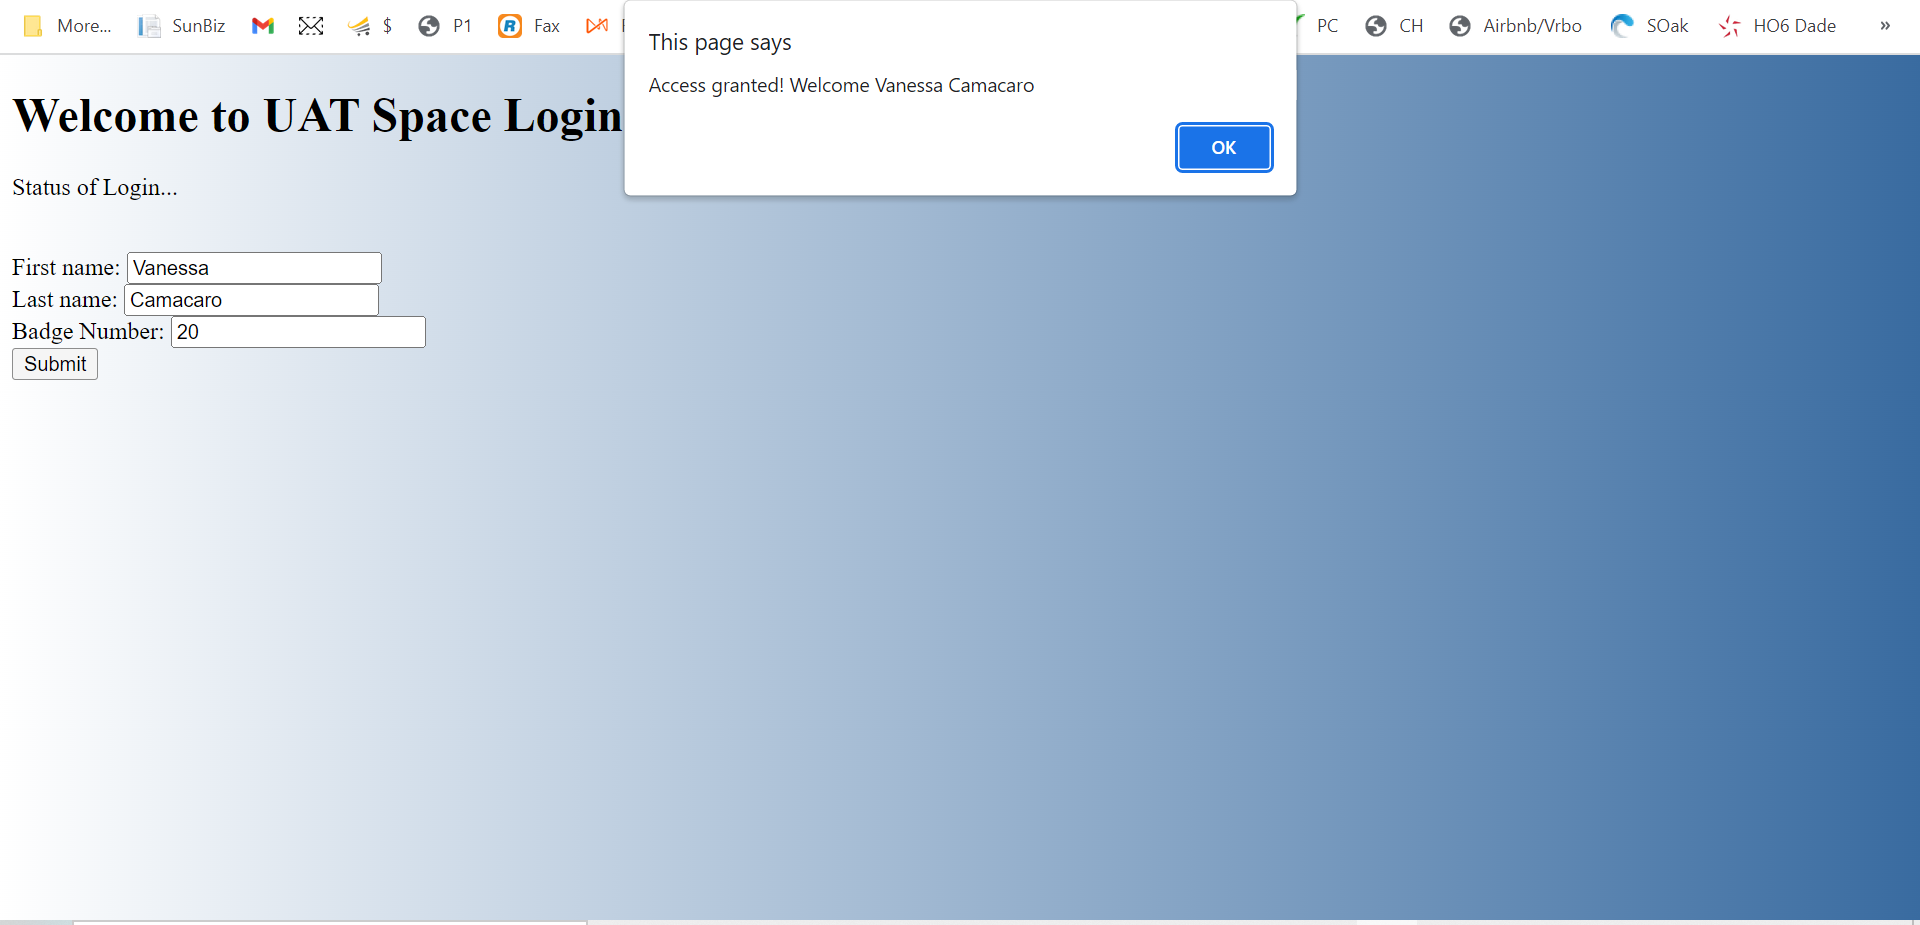 More... SunBiz $ P1 R Fax PC CH Airbnb/Vrbo SOak HO6 Dade »
This page says
Access granted! Welcome Vanessa Camacaro
OK
Welcome to UAT Space Login
Status of Login...
First name: Vanessa
Last name: Camacaro
Badge Number: 20
Submit